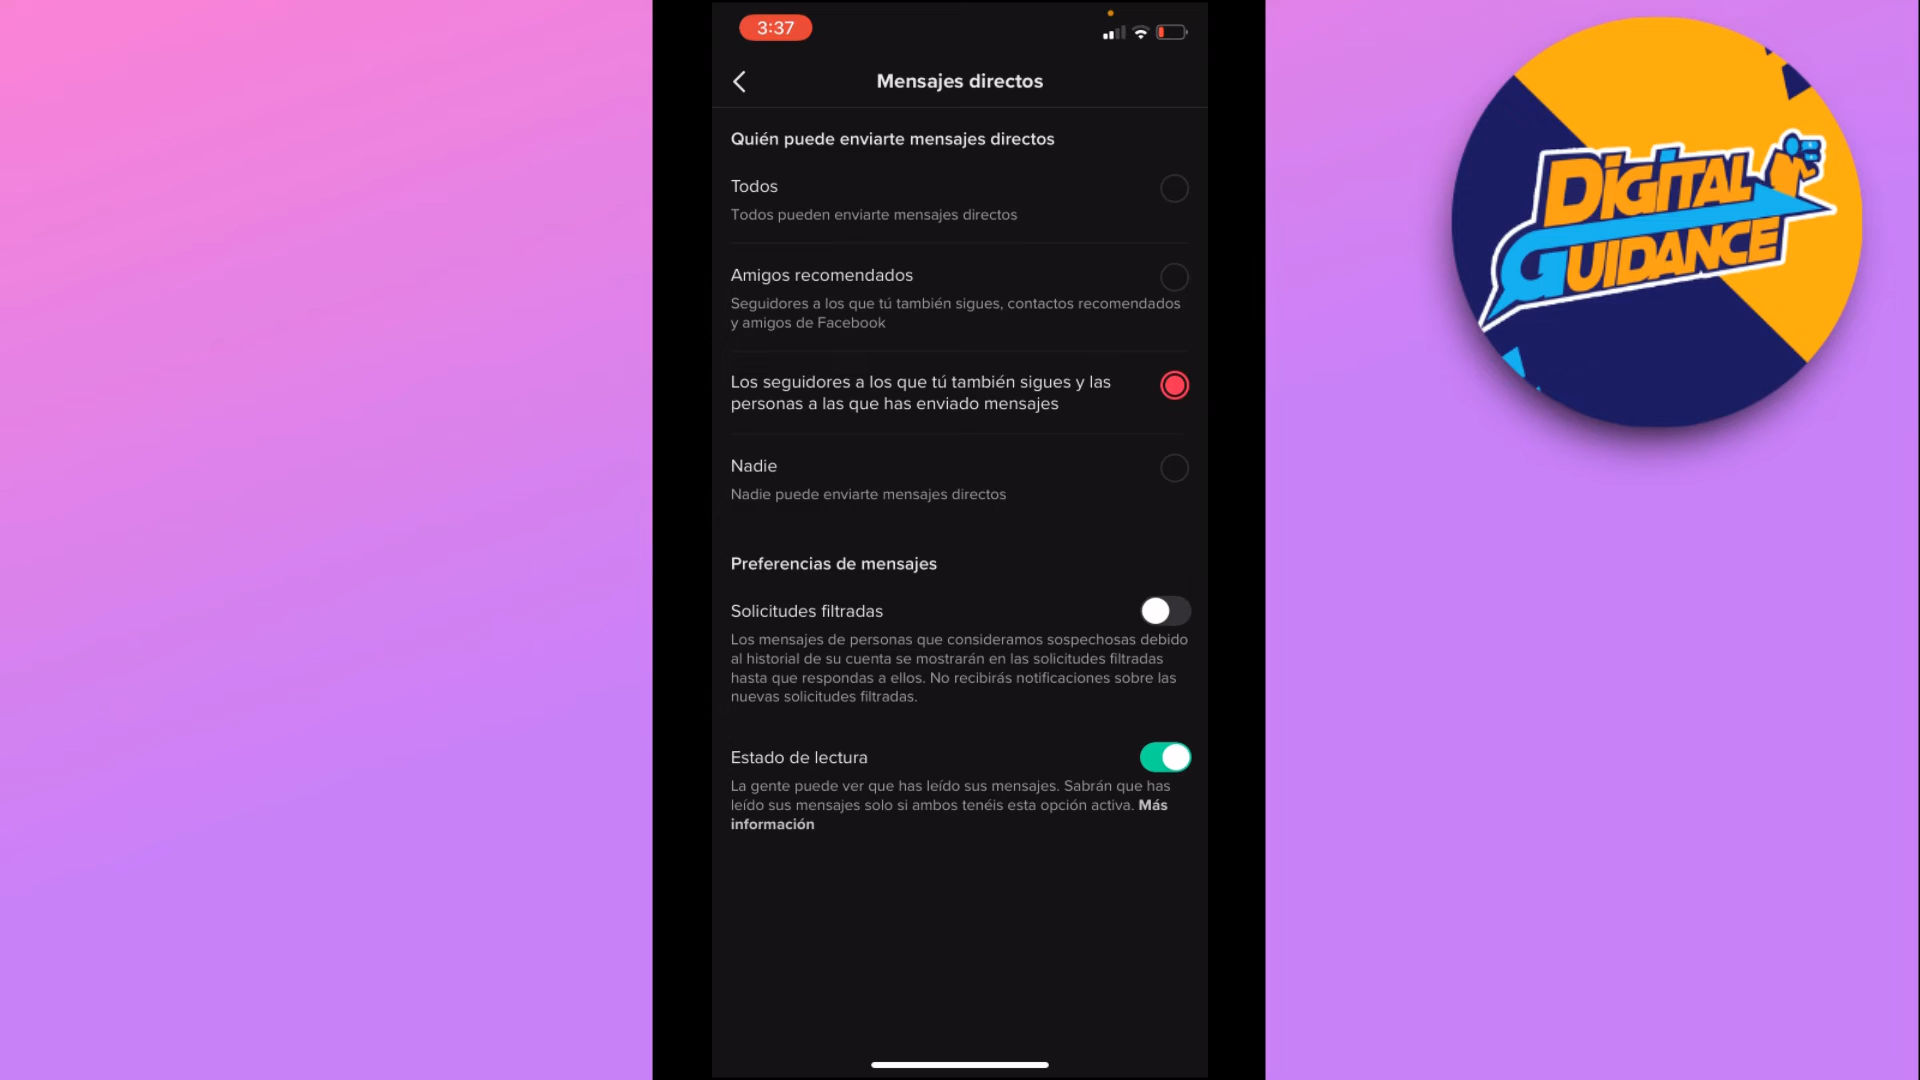 3:37
Mensajes directos
Quién puede enviarte mensajes directos
Todos
Todos pueden enviarte mensajes directos
Amigos recomendados
Seguidores a los que tú también sigues, contactos recomendados
y amigos de Facebook
Los seguidores a los que tú también sigues y las
personas a las que has enviado mensajes
Nadie
Nadie puede enviarte mensajes directos
Preferencias de mensajes
Solicitudes filtradas
Los mensajes de personas que consideramos sospechosas debido
al historial de su cuenta se mostrarán en las solicitudes filtradas
hasta que respondas a ellos. No recibirás notificaciones sobre las
nuevas solicitudes filtradas.
Estado de lectura
La gente puede ver que has leído sus mensajes. Sabrán que has
leído sus mensajes solo si ambos tenéis esta opción activa. Más
información
DIGITAL
GUIDANCE